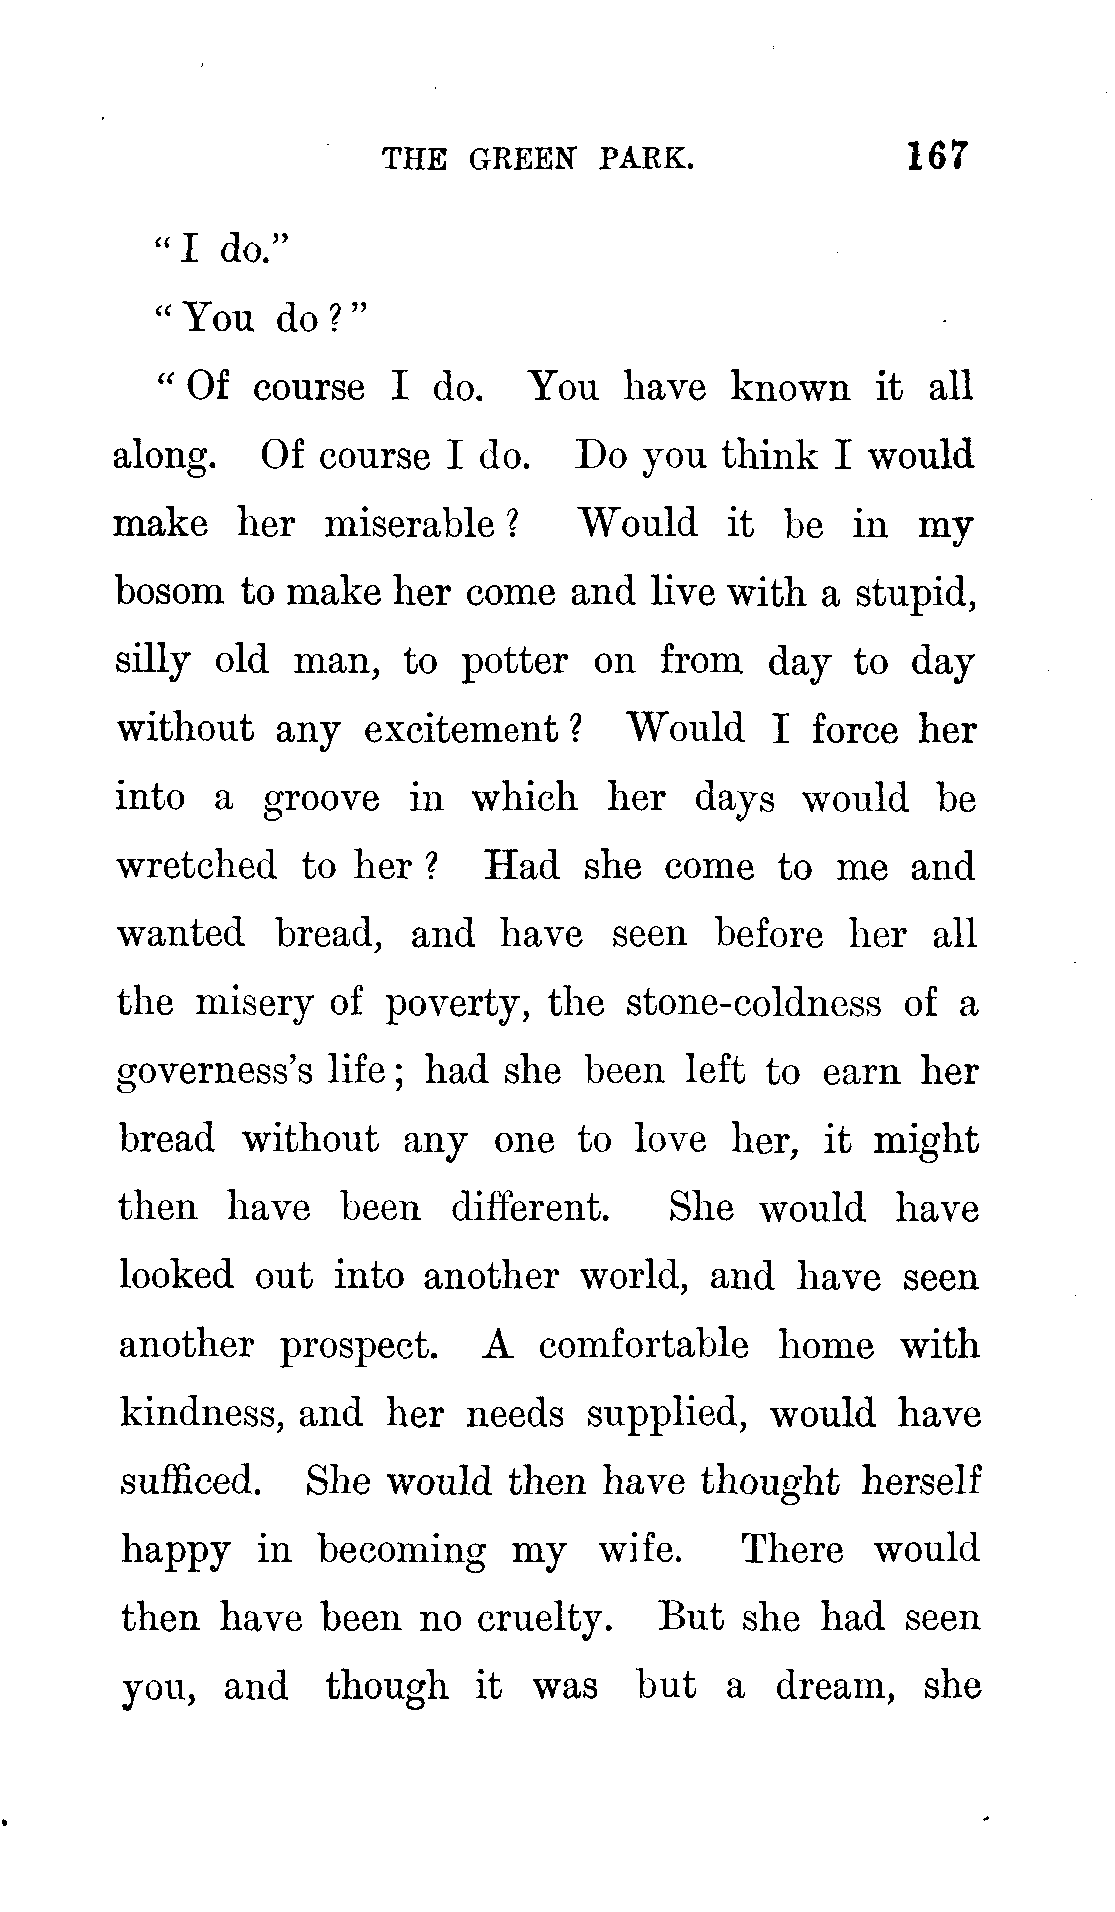 THE GREEN PARK. 167
"I do."
"You do?"
"Of course I do. You have known it all
along. Of course I do. Do you think I would
make her miserable? Would it be in my
bosom to make her come and live with a stupid,
silly old man, to potter on from day to day
without any excitement? Would I force her
into a groove in which her days would be
wretched to her? Had she come to me and
wanted bread, and have seen before her all
the misery of poverty, the stone-coldness of a
governess's life; had she been left to earn her
bread without any one to love her, it might
then have been different. She would have
looked out into another world, and have seen
another prospect. A comfortable home with
kindness, and her needs supplied, would have
sufficed. She would then have thought herself
happy in becoming my wife. There would
then have been no cruelty. But she had seen
you, and though it was but a dream, she